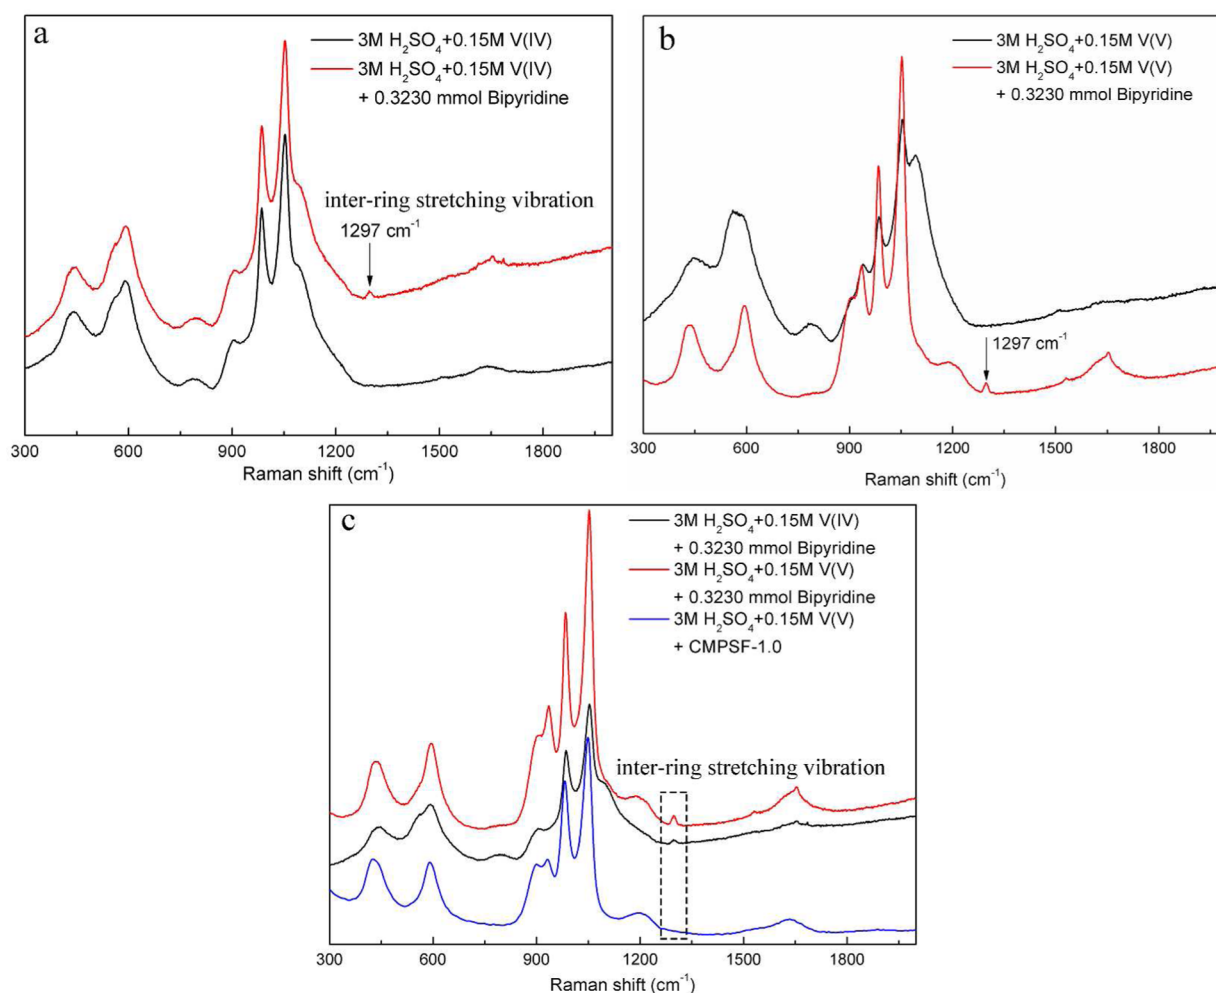 a
3M H₂SO₄+0.15M V(IV)
3M H₂SO₄+0.15M V(IV)
+ 0.3230 mmol Bipyridine
inter-ring stretching vibration
1297 cm⁻¹
300 600 900 1200 1500 1800
Raman shift (cm⁻¹)
b
3M H₂SO₄+0.15M V(V)
3M H₂SO₄+0.15M V(V)
+ 0.3230 mmol Bipyridine
1297 cm⁻¹
300 600 900 1200 1500 1800
Raman shift (cm⁻¹)
c
3M H₂SO₄+0.15M V(IV)
+ 0.3230 mmol Bipyridine
3M H₂SO₄+0.15M V(V)
+ 0.3230 mmol Bipyridine
3M H₂SO₄+0.15M V(V)
+ CMPSF-1.0
inter-ring stretching vibration
300 600 900 1200 1500 1800
Raman shift (cm⁻¹)